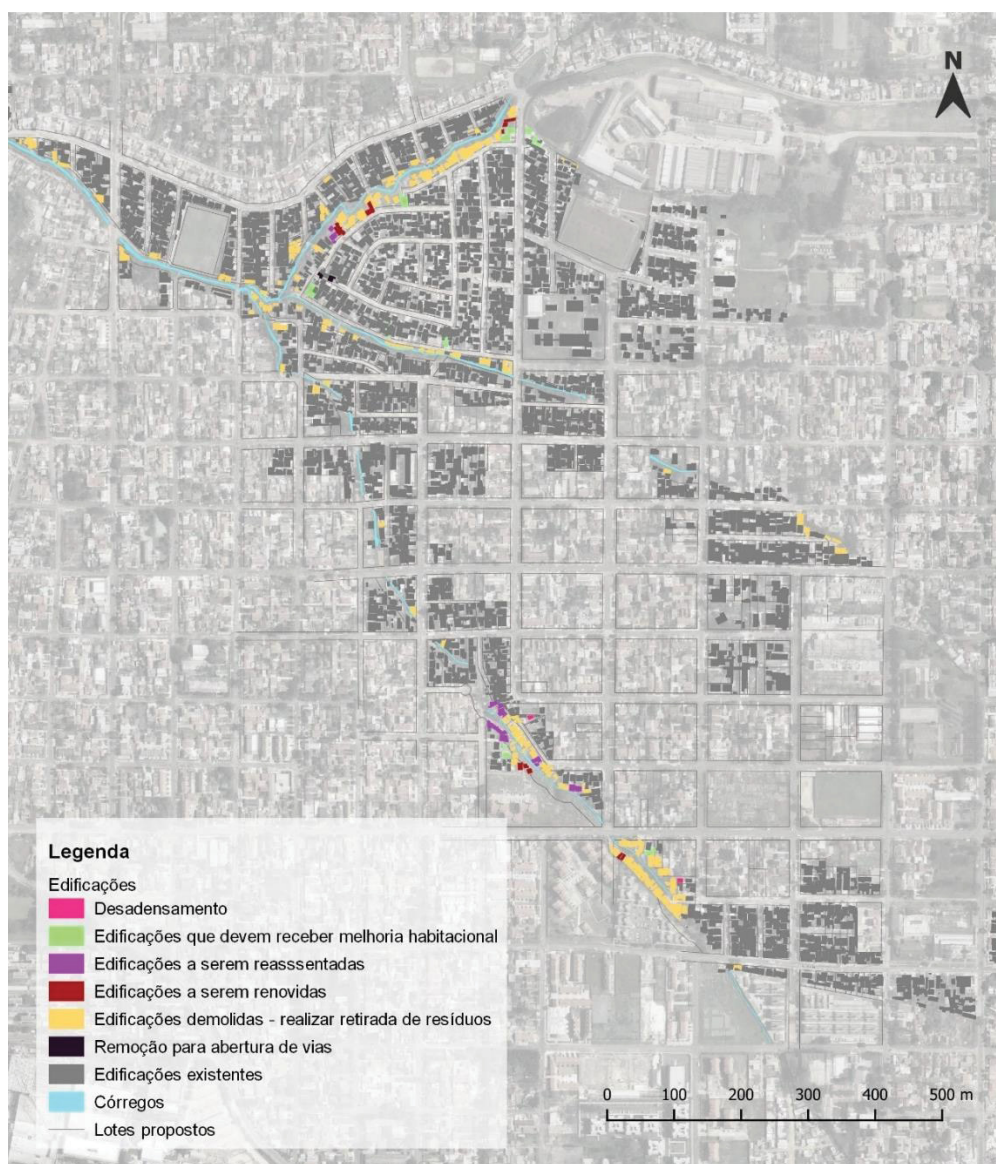 N
Legenda
Edificações
Desadensamento
Edificações que devem receber melhoria habitacional
Edificações a serem reasssentadas
Edificações a serem renovidas
Edificações demolidas - realizar retirada de resíduos
Remoção para abertura de vias
Edificações existentes
Córregos
Lotes propostos
0 100 200 300 400 500 m